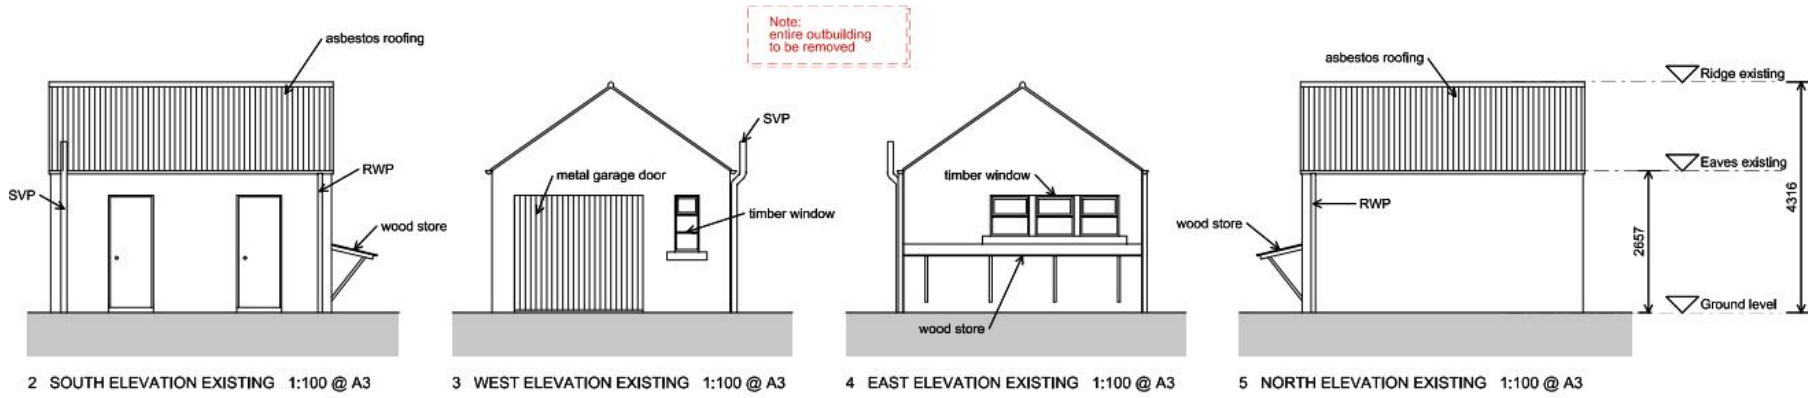 Note:
entire outbuilding
to be removed
asbestos roofing
SVP
RWP
wood store
2 SOUTH ELEVATION EXISTING 1:100 @ A3
SVP
metal garage door
timber window
3 WEST ELEVATION EXISTING 1:100 @ A3
timber window
wood store
4 EAST ELEVATION EXISTING 1:100 @ A3
asbestos roofing
RWP
wood store
5 NORTH ELEVATION EXISTING 1:100 @ A3
Ridge existing
Eaves existing
Ground level
2657
4316